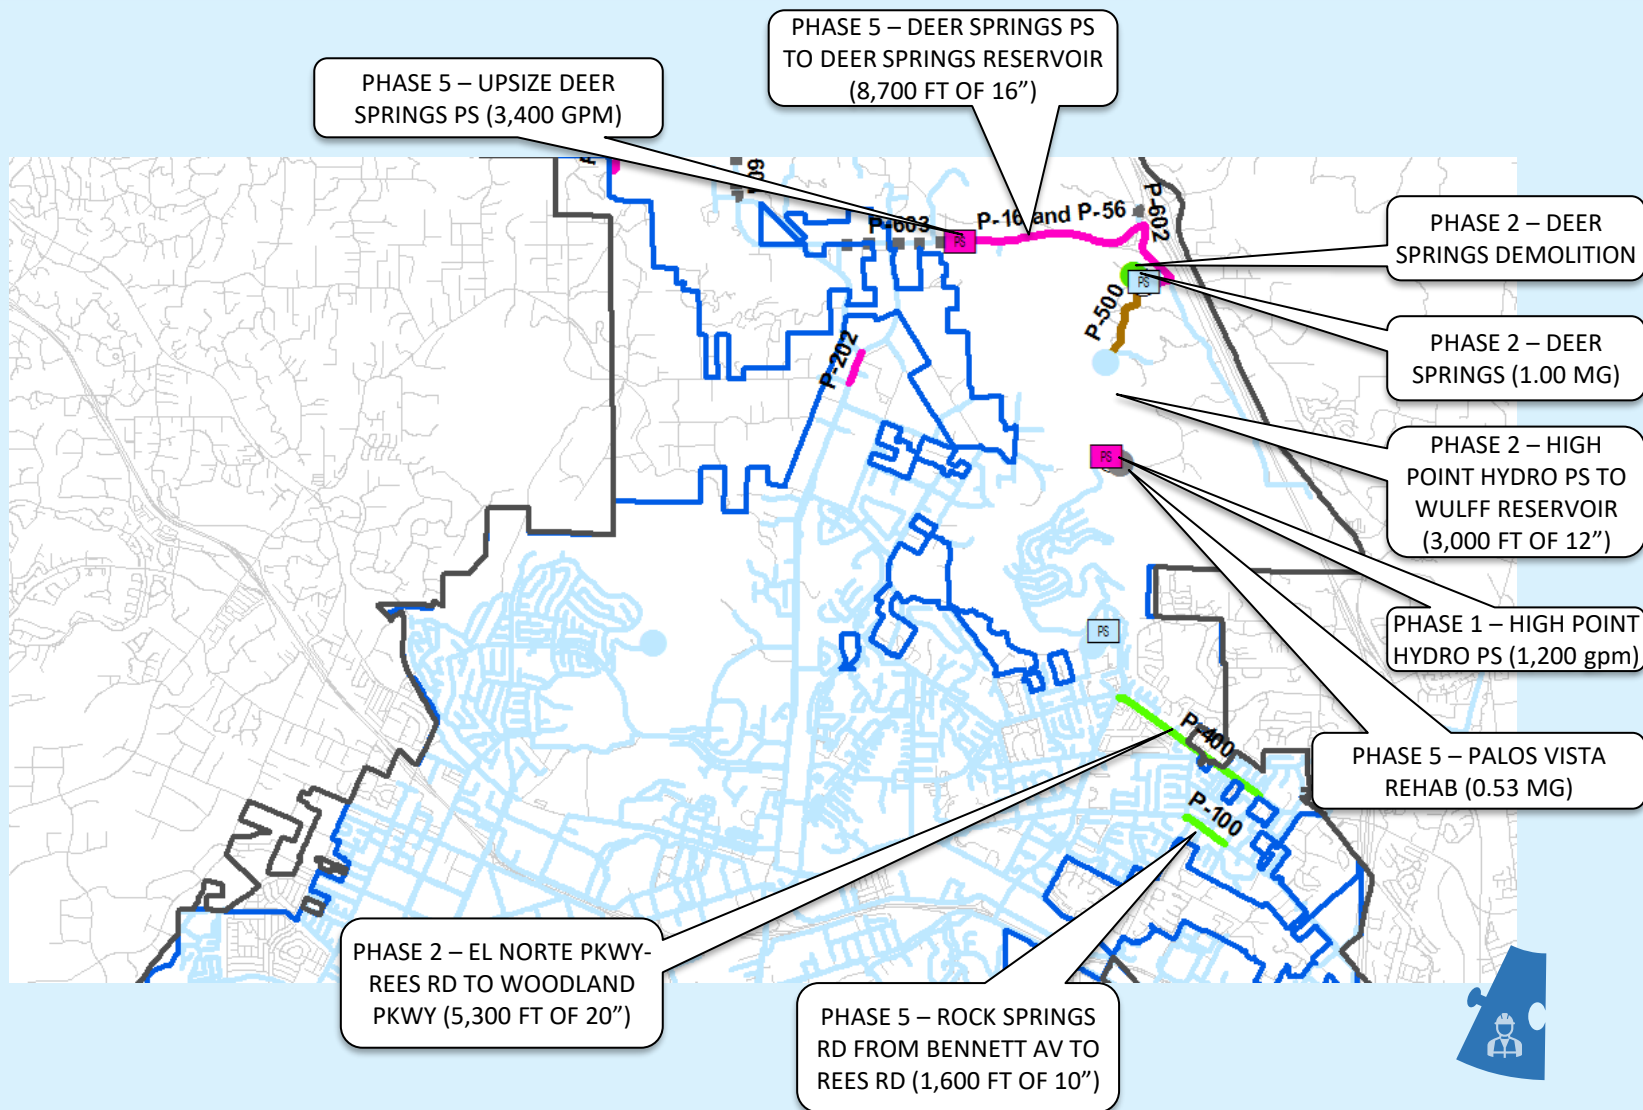 PHASE 5 – DEER SPRINGS PS
TO DEER SPRINGS RESERVOIR
(8,700 FT OF 16”)
PHASE 5 – UPSIZE DEER
SPRINGS PS (3,400 GPM)
P-603
PS
P-16 and P-56
P-602
PHASE 2 – DEER
SPRINGS DEMOLITION
PS
P-500
PHASE 2 – DEER
SPRINGS (1.00 MG)
P-202
PHASE 2 – HIGH
POINT HYDRO PS TO
WULFF RESERVOIR
(3,000 FT OF 12”)
PS
PHASE 1 – HIGH POINT
HYDRO PS (1,200 gpm)
PS
P-400
PHASE 5 – PALOS VISTA
REHAB (0.53 MG)
P-100
PHASE 2 – EL NORTE PKWY-
REES RD TO WOODLAND
PKWY (5,300 FT OF 20”)
PHASE 5 – ROCK SPRINGS
RD FROM BENNETT AV TO
REES RD (1,600 FT OF 10”)